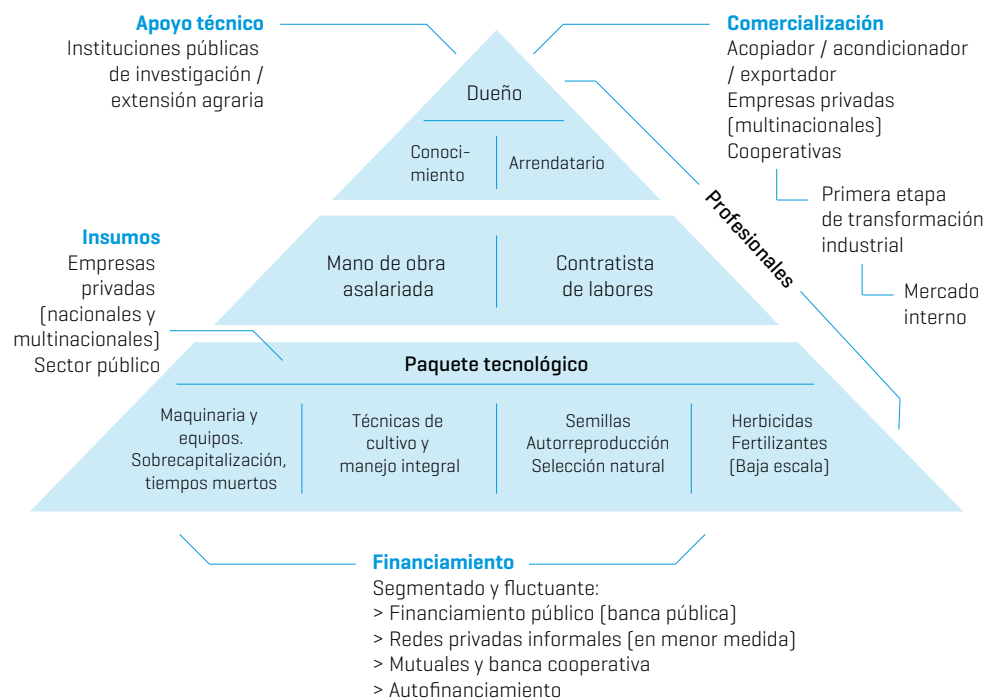 Apoyo técnico
Instituciones públicas
de investigación /
extensión agraria
Comercialización
Acopiador / acondicionador
/ exportador
Empresas privadas
(multinacionales)
Cooperativas
Primera etapa
de transformación
industrial
Mercado
interno
Profesionales
Dueño
Conoci-
miento
Arrendatario
Insumos
Empresas
privadas
(nacionales y
multinacionales)
Sector público
Mano de obra
asalariada
Contratista
de labores
Paquete tecnológico
Maquinaria y
equipos.
Sobrecapitalización,
tiempos muertos
Técnicas de
cultivo y
manejo integral
Semillas
Autorreproducción
Selección natural
Herbicidas
Fertilizantes
(Baja escala)
Financiamiento
Segmentado y fluctuante:
> Financiamiento público (banca pública)
> Redes privadas informales (en menor medida)
> Mutuales y banca cooperativa
> Autofinanciamiento